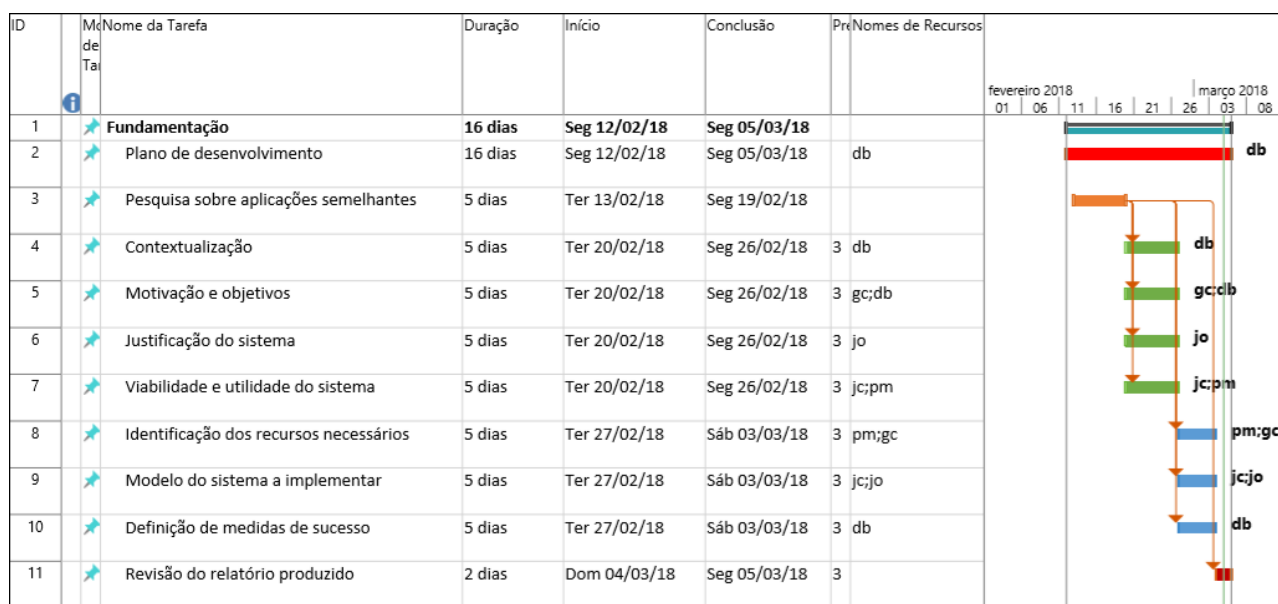 ID Mo de Tar Nome da Tarefa Duração Início Conclusão Pre Nomes de Recursos
fevereiro 2018 março 2018
01 06 11 16 21 26 03 08
1 Fundamentação 16 dias Seg 12/02/18 Seg 05/03/18
2 Plano de desenvolvimento 16 dias Seg 12/02/18 Seg 05/03/18 db db
3 Pesquisa sobre aplicações semelhantes 5 dias Ter 13/02/18 Seg 19/02/18
4 Contextualização 5 dias Ter 20/02/18 Seg 26/02/18 3 db db
5 Motivação e objetivos 5 dias Ter 20/02/18 Seg 26/02/18 3 gc;db gc;db
6 Justificação do sistema 5 dias Ter 20/02/18 Seg 26/02/18 3 jo jo
7 Viabilidade e utilidade do sistema 5 dias Ter 20/02/18 Seg 26/02/18 3 jc;pm jc;pm
8 Identificação dos recursos necessários 5 dias Ter 27/02/18 Sáb 03/03/18 3 pm;gc pm;gc
9 Modelo do sistema a implementar 5 dias Ter 27/02/18 Sáb 03/03/18 3 jc;jo jc;jo
10 Definição de medidas de sucesso 5 dias Ter 27/02/18 Sáb 03/03/18 3 db db
11 Revisão do relatório produzido 2 dias Dom 04/03/18 Seg 05/03/18 3